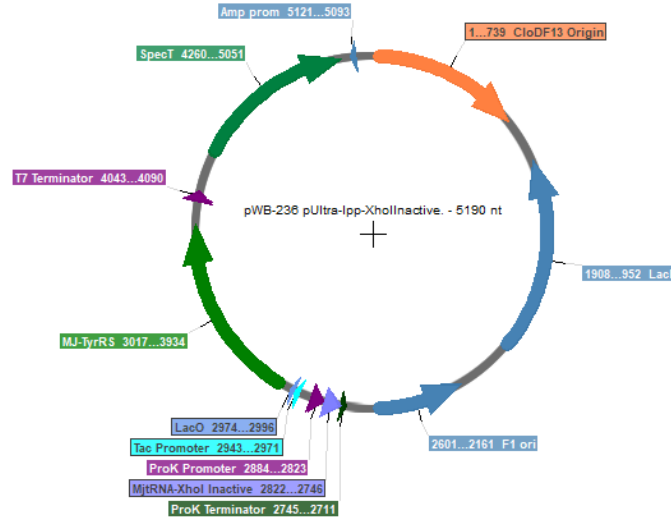 Amp prom 5121...5093
1...739 CloDF13 Origin
SpecT 4260...5051
T7 Terminator 4043...4090
pWB-236 pUltra-lpp-XhoIInactive. - 5190 nt
1908...952 LacI
MJ-TyrRS 3017...3934
LacO 2974...2996
Tac Promoter 2943...2971
2601...2161 F1 ori
ProK Promoter 2884...2823
MjtRNA-XhoI Inactive 2822...2746
ProK Terminator 2745...2711